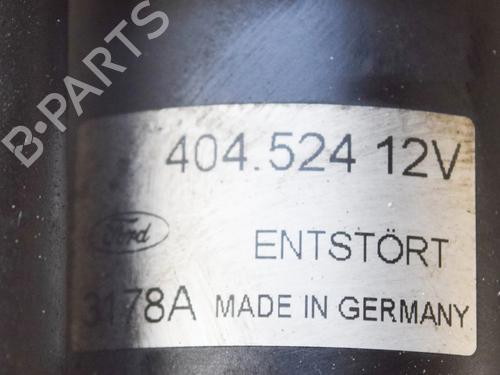 B-PARTS
404.524 12V
Ford
ENTSTÖRT
3178A MADE IN GERMANY